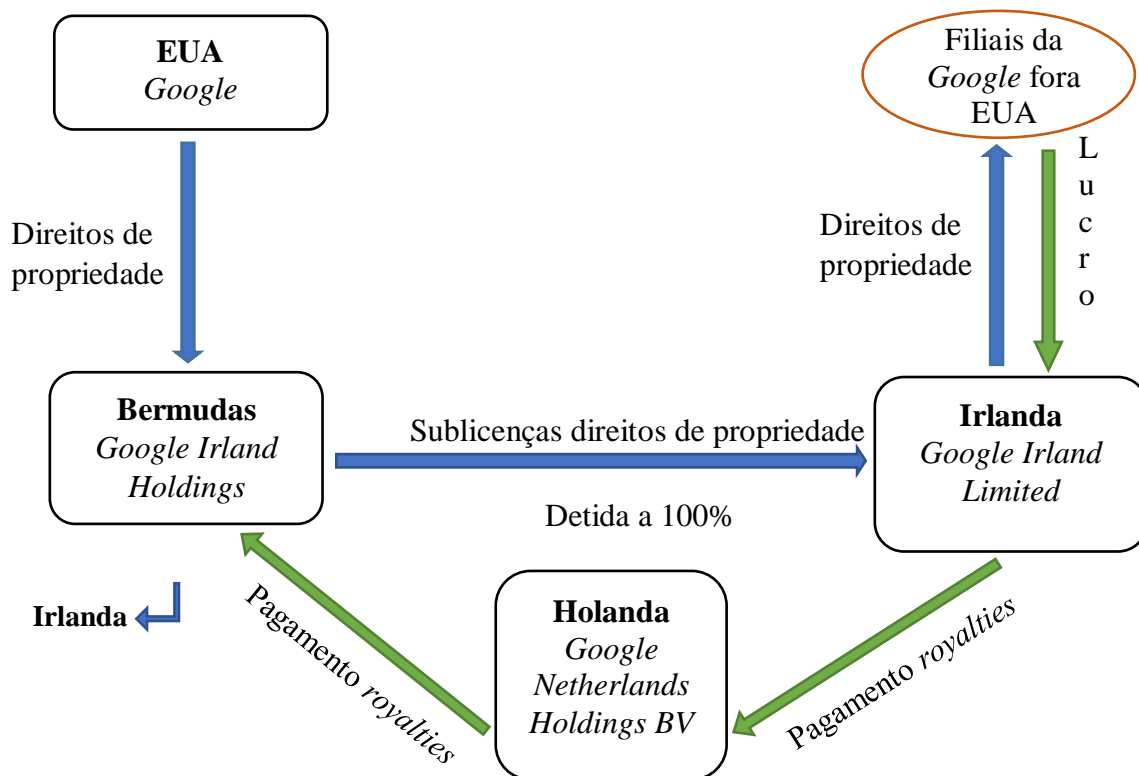 EUA
Google
Filiais da
Google fora
EUA
Direitos de
propriedade
Direitos de
propriedade
L
u
c
r
o
Bermudas
Google Irland
Holdings
Sublicenças direitos de propriedade
Detida a 100%
Irlanda
Google Irland
Limited
Irlanda
Pagamento royalties
Holanda
Google
Netherlands
Holdings BV
Pagamento royalties